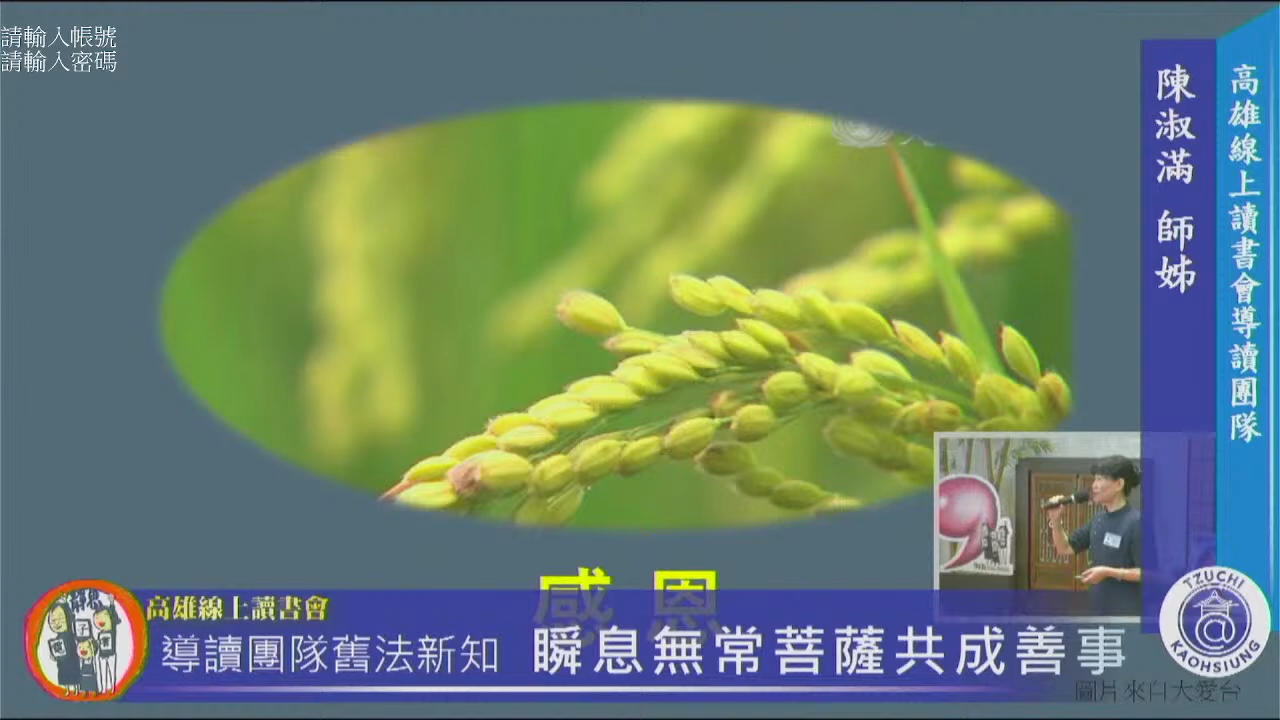 請輸入帳號
請輸入密碼
高雄線上讀書會導讀團隊
陳淑滿 師姊
感恩
高雄線上讀書會
導讀團隊舊法新知 瞬息無常菩薩共成善事
TZUCHI
@
KAOHSIUNG
圖片來自大愛台